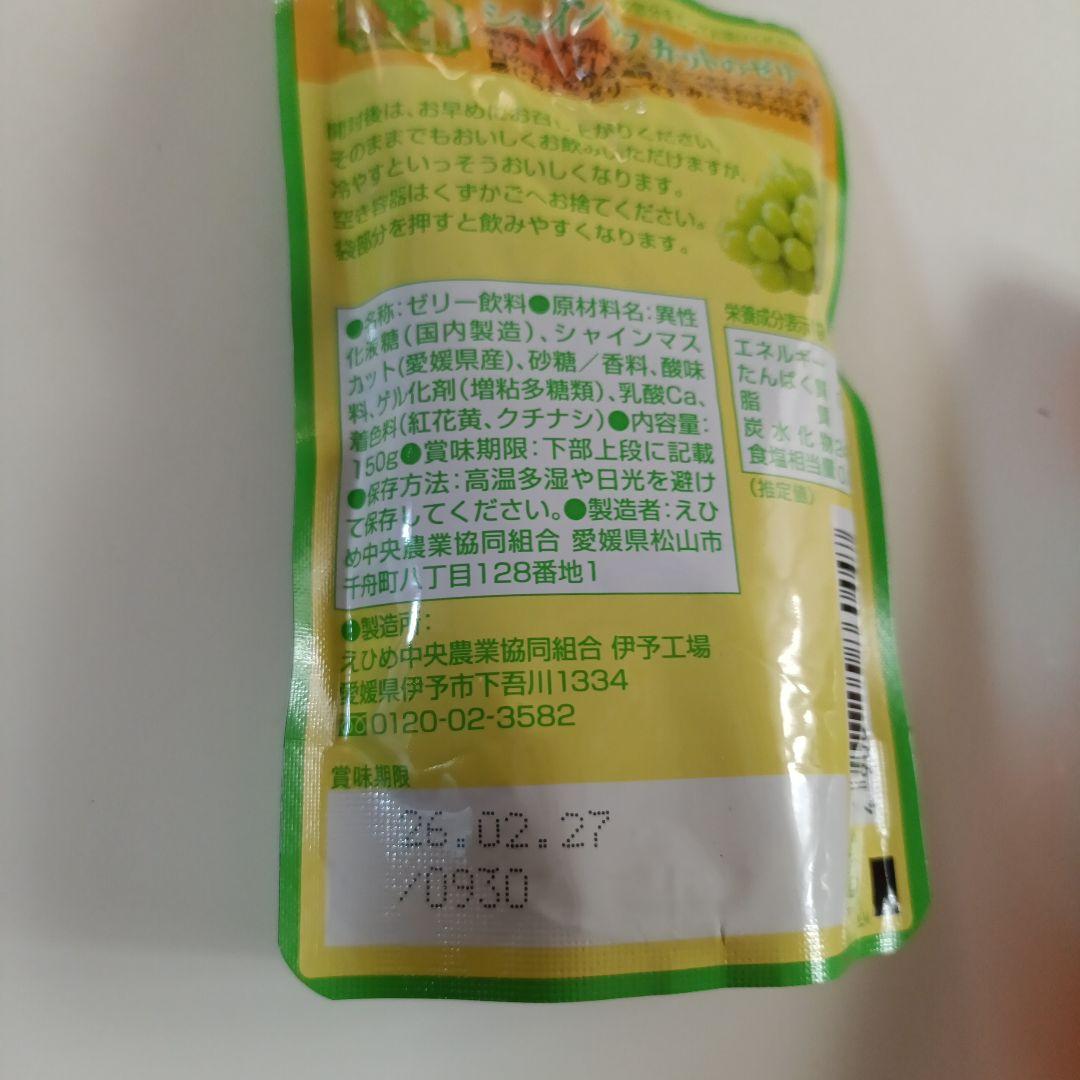 シャインマスカットのゼリー
開封後は、お早めにお召し上がりください。
そのままでもおいしくお飲みいただけますが、
冷やすといっそうおいしくなります。
空き容器はくずかごへお捨てください。
袋部分を押すと飲みやすくなります。
●名称:ゼリー飲料●原材料名:異性
化液糖(国内製造)、シャインマス
カット(愛媛県産)、砂糖/香料、酸味
料、ゲル化剤(増粘多糖類)、乳酸Ca、
着色料(紅花黄、クチナシ)●内容量:
150g●賞味期限:下部上段に記載
●保存方法:高温多湿や日光を避け
て保存してください。●製造者:えひ
め中央農業協同組合 愛媛県松山市
千舟町八丁目128番地1
栄養成分表示
エネルギー
たんぱく質
脂質
炭水化物
食塩相当量
(推定値)
●製造所:
えひめ中央農業協同組合 伊予工場
愛媛県伊予市下吾川1334
0120-02-3582
賞味期限
26.02.27
/0930